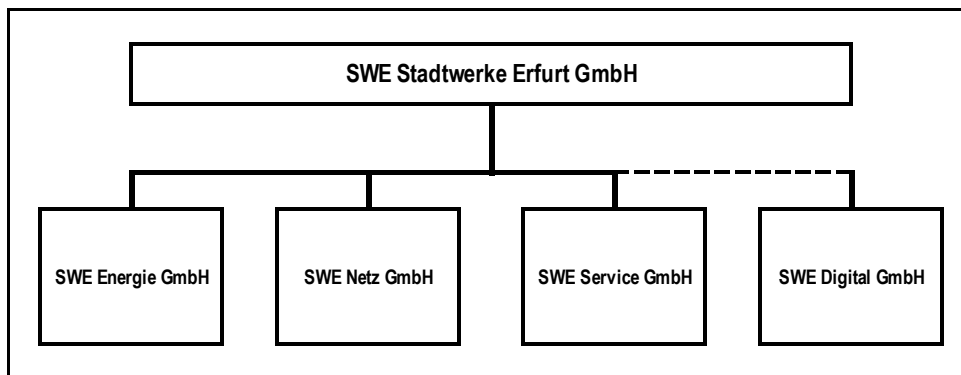 SWE Stadtwerke Erfurt GmbH
SWE Energie GmbH
SWE Netz GmbH
SWE Service GmbH
SWE Digital GmbH